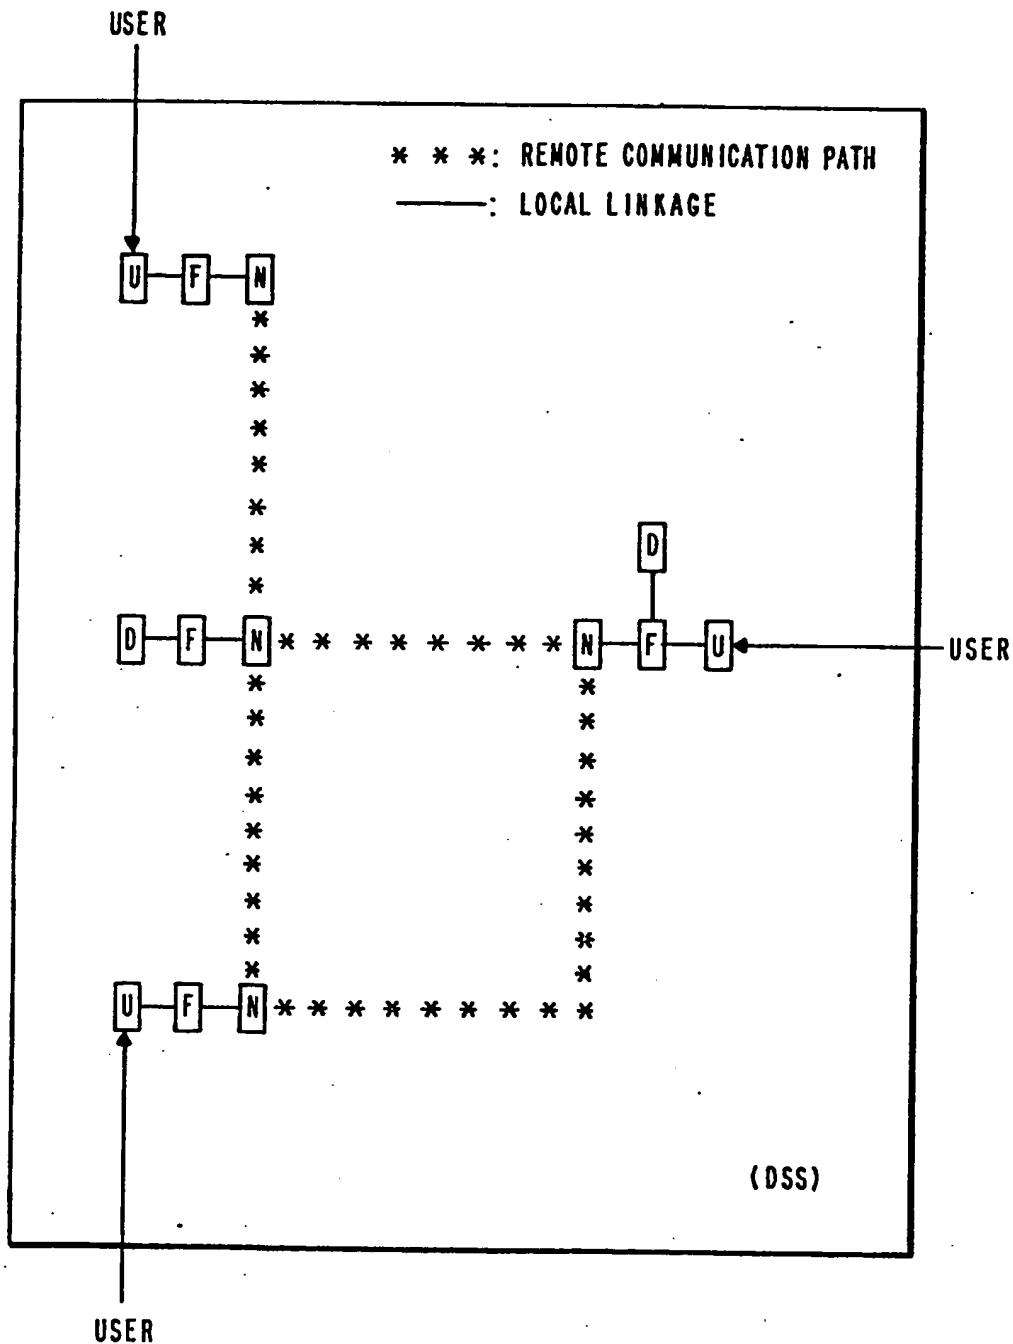 USER
* * *: REMOTE COMMUNICATION PATH
———: LOCAL LINKAGE
U F N
D
D F N N F U
USER
U F N
(DSS)
USER